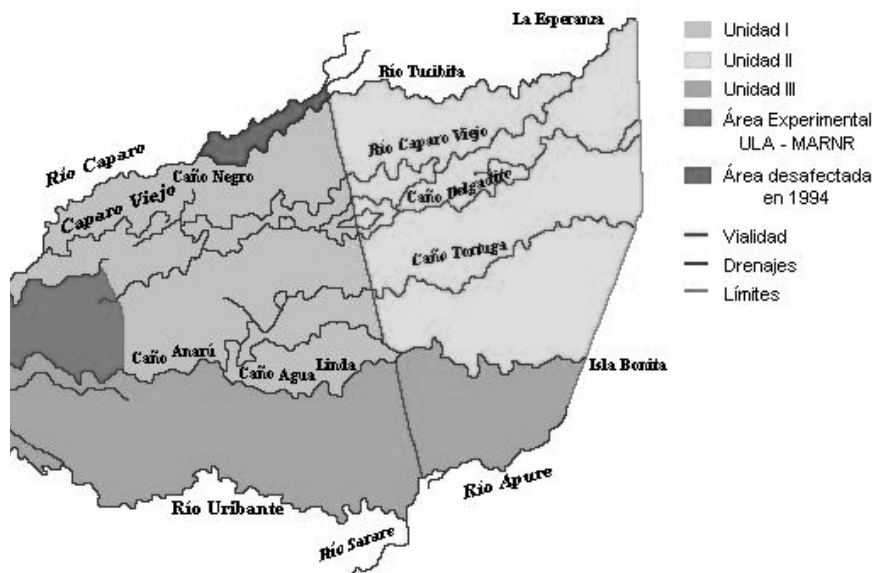 La Esperanza
Río Tucibita
Río Caparo
Río Caparo Viejo
Caño Negro
Caño Delgadito
Caparo Viejo
Caño Tortuga
Caño Anarú
Caño Agua Linda
Isla Bonita
Río Apure
Río Uribante
Río Sarare
Unidad I
Unidad II
Unidad III
Área Experimental
ULA - MARNR
Área desafectada
en 1994
Vialidad
Drenajes
Límites